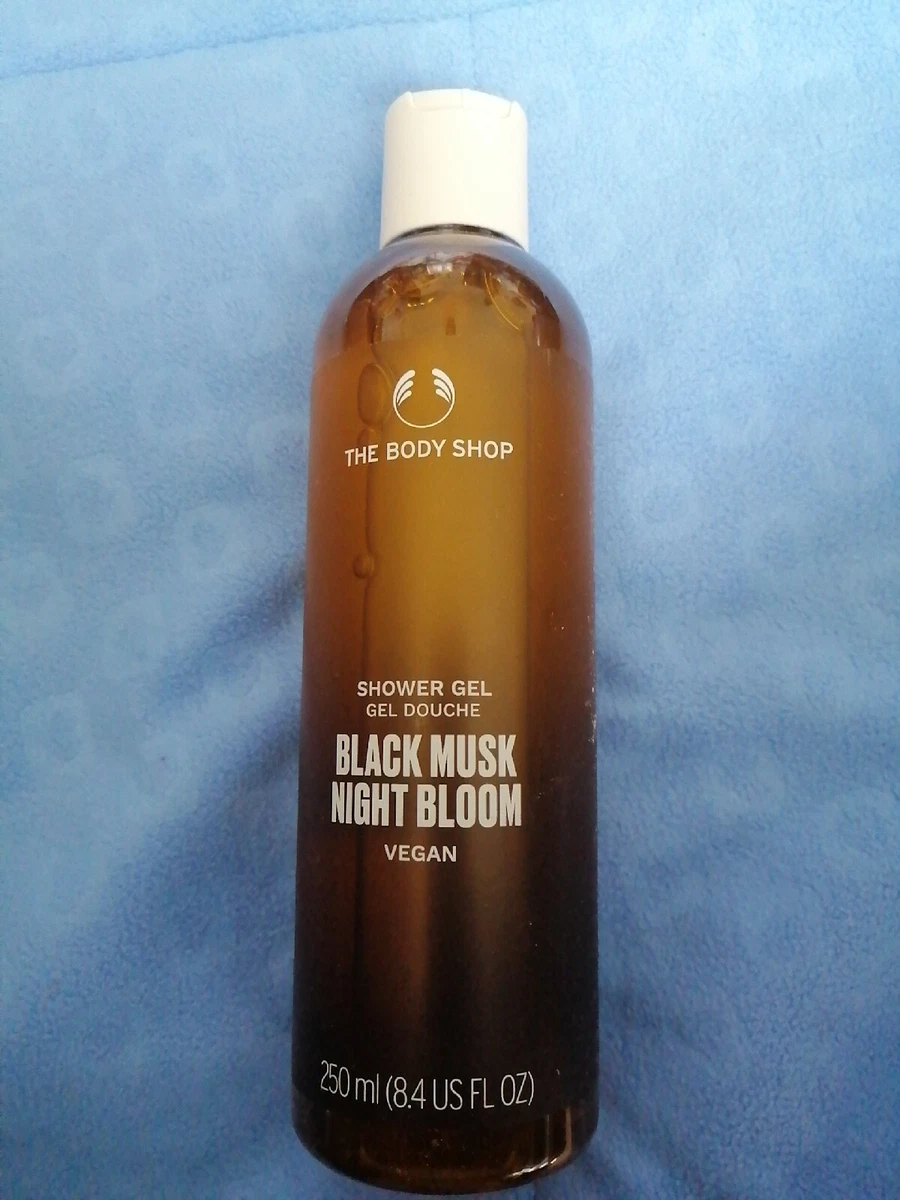 THE BODY SHOP
SHOWER GEL
GEL DOUCHE
BLACK MUSK
NIGHT BLOOM
VEGAN
250 ml (8.4 US FL OZ)